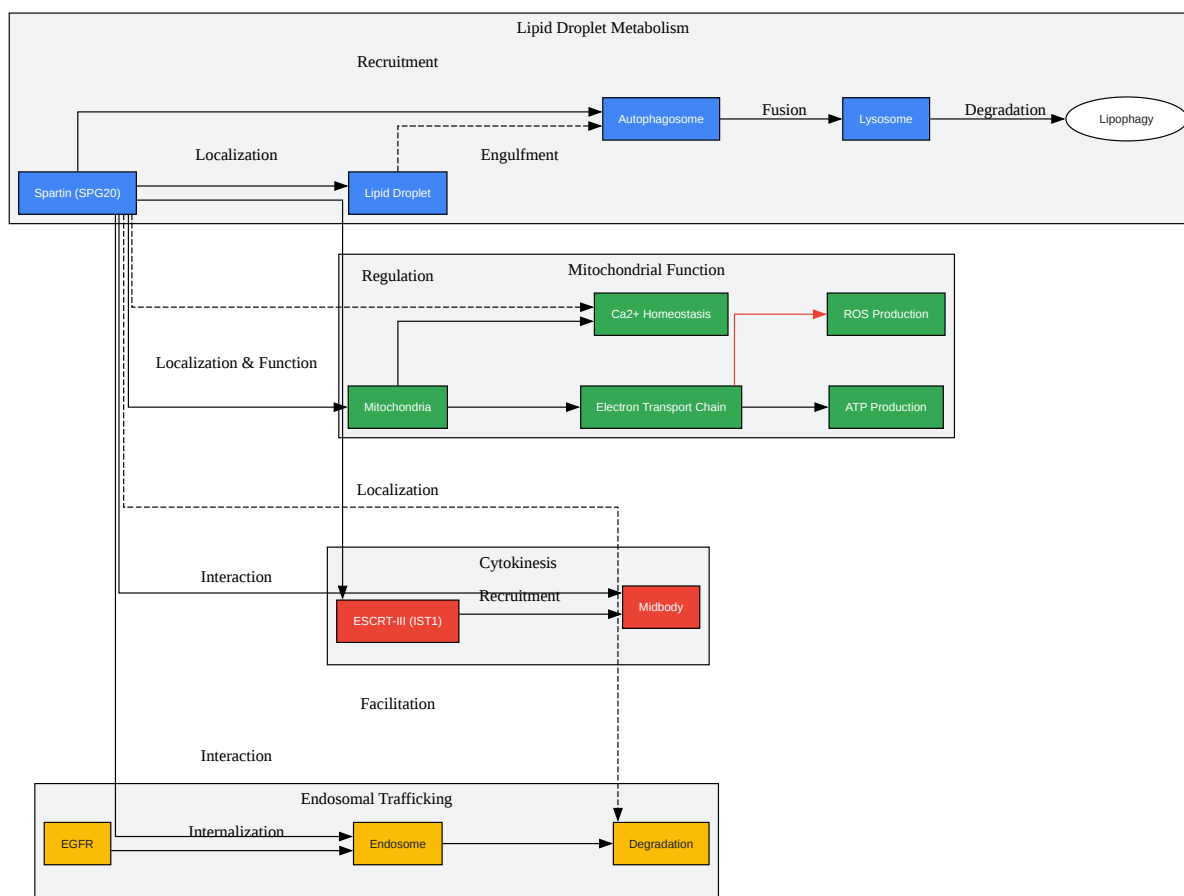 Lipid Droplet Metabolism
Recruitment
Autophagosome
Fusion
Lysosome
Degradation
Lipophagy
Localization
Engulfment
Spartin (SPG20)
Lipid Droplet
Mitochondrial Function
Regulation
Ca2+ Homeostasis
ROS Production
Localization & Function
Mitochondria
Electron Transport Chain
ATP Production
Localization
Cytokinesis
Interaction
Recruitment
Midbody
ESCRT-III (IST1)
Facilitation
Interaction
Endosomal Trafficking
Internalization
EGFR
Endosome
Degradation